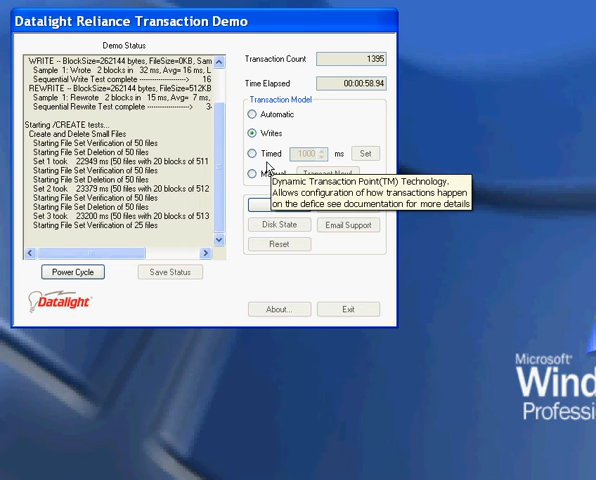 Datalight Reliance Transaction Demo
Demo Status
WRITE -- BlockSize=262144 bytes, FileSize=0KB, Sam
Sample 1: Wrote 2 blocks in 32 ms, Avg= 16 ms, L
Sequential Write Test complete -------------------> 16
REWRITE -- BlockSize=262144 bytes, FileSize=512KB
Sample 1: Rewrote 2 blocks in 15 ms, Avg= 7 ms,
Sequential Rewrite Test complete ----------------> 3
Starting /CREATE tests...
Create and Delete Small Files
Starting File Set Verification of 50 files
Starting File Set Deletion of 50 files
Set 1 took 22949 ms (50 files with 20 blocks of 511
Starting File Set Verification of 50 files
Starting File Set Deletion of 50 files
Set 2 took 23379 ms (50 files with 20 blocks of 512
Starting File Set Verification of 50 files
Starting File Set Deletion of 50 files
Set 3 took 23200 ms (50 files with 20 blocks of 513
Starting File Set Verification of 25 files
Power Cycle
Save Status
Datalight
Transaction Count 1395
Time Elapsed 00:00:58.94
Transaction Model
Automatic
Writes
Timed 1000 ms Set
Dynamic Transaction Point(TM) Technology.
Allows configuration of how transactions happen
on the defice see documentation for more details
Disk State
Email Support
Reset
About...
Exit
Microsoft
Wind
Professi